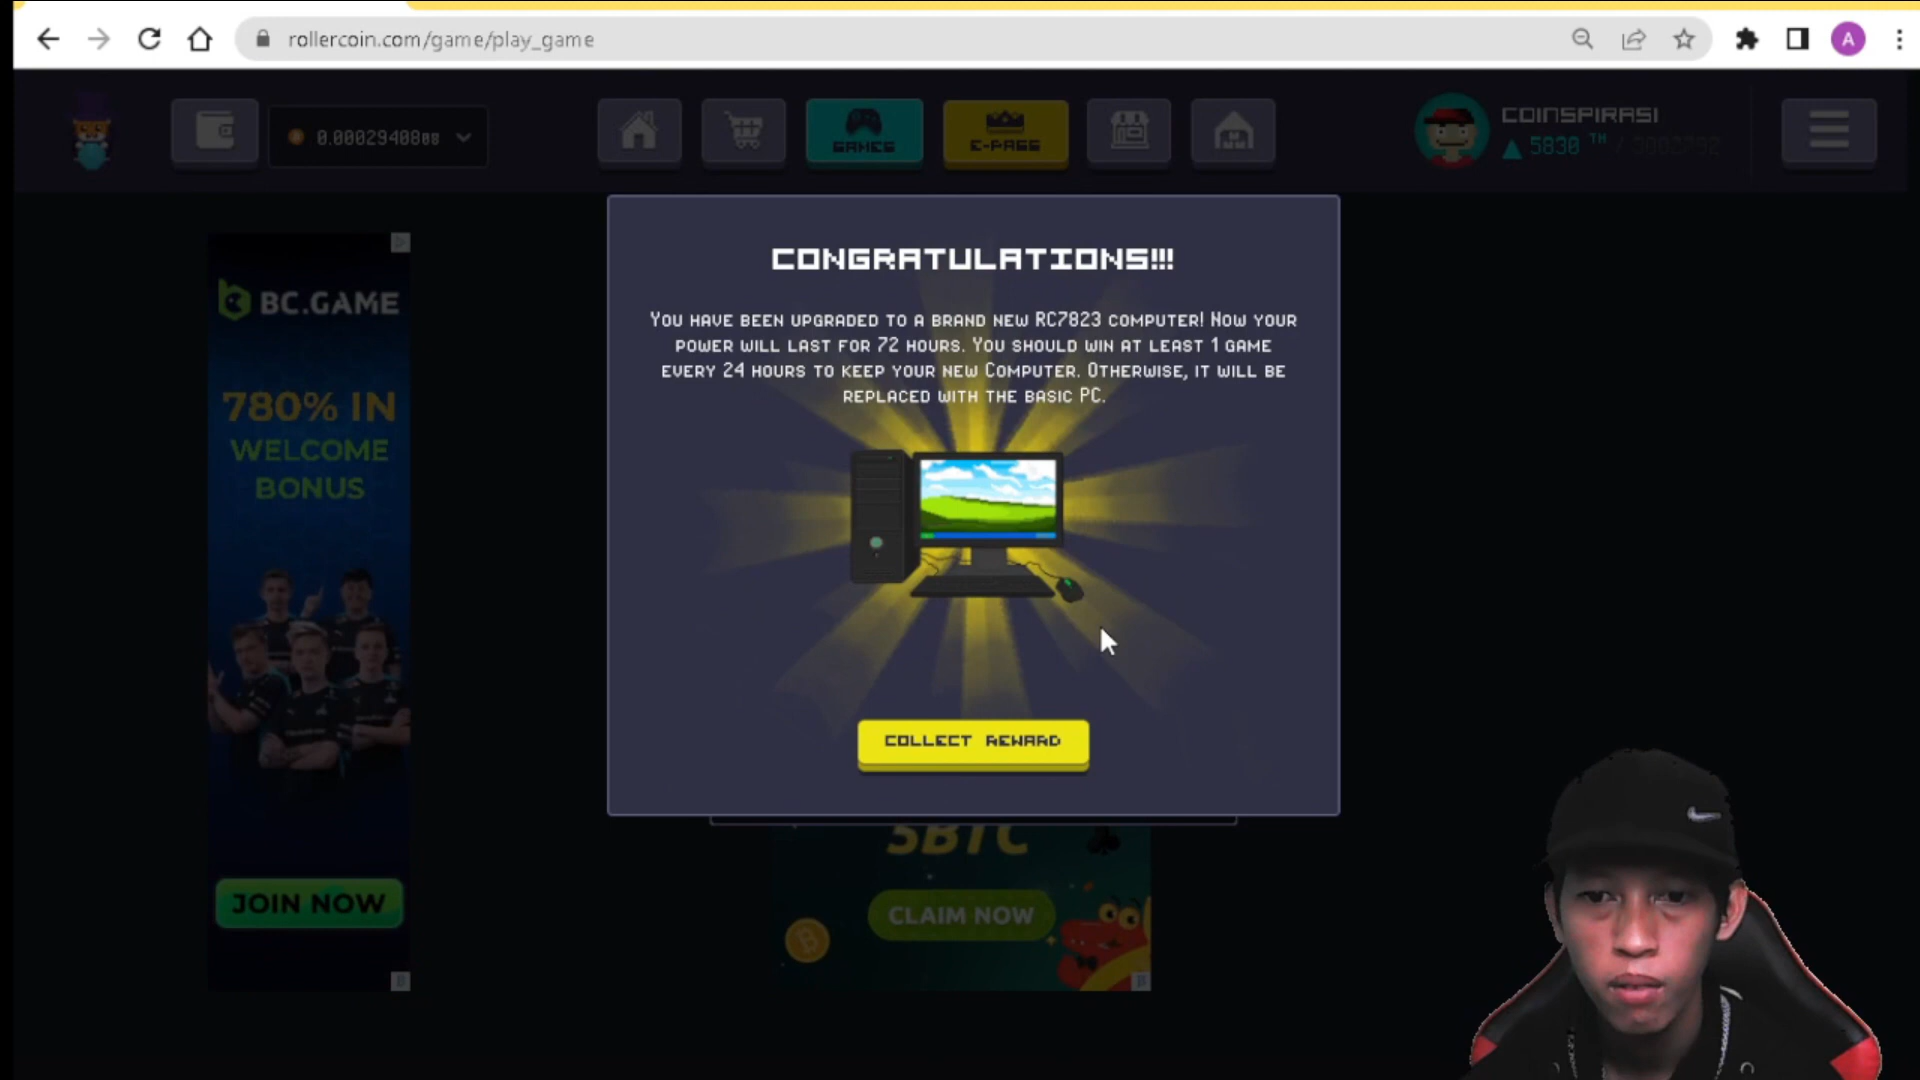 rollercoin.com/game/play_game
A
0.0002940800
GAMES
E-PASS
COINSPIRASI
5830 TH /
BC.GAME
780% IN
WELCOME
BONUS
JOIN NOW
CONGRATULATIONS!!!
YOU HAVE BEEN UPGRADED TO A BRAND NEW RC7823 COMPUTER! NOW YOUR
POWER WILL LAST FOR 72 HOURS. YOU SHOULD WIN AT LEAST 1 GAME
EVERY 24 HOURS TO KEEP YOUR NEW COMPUTER. OTHERWISE, IT WILL BE
REPLACED WITH THE BASIC PC.
COLLECT REWARD
5BTC
CLAIM NOW